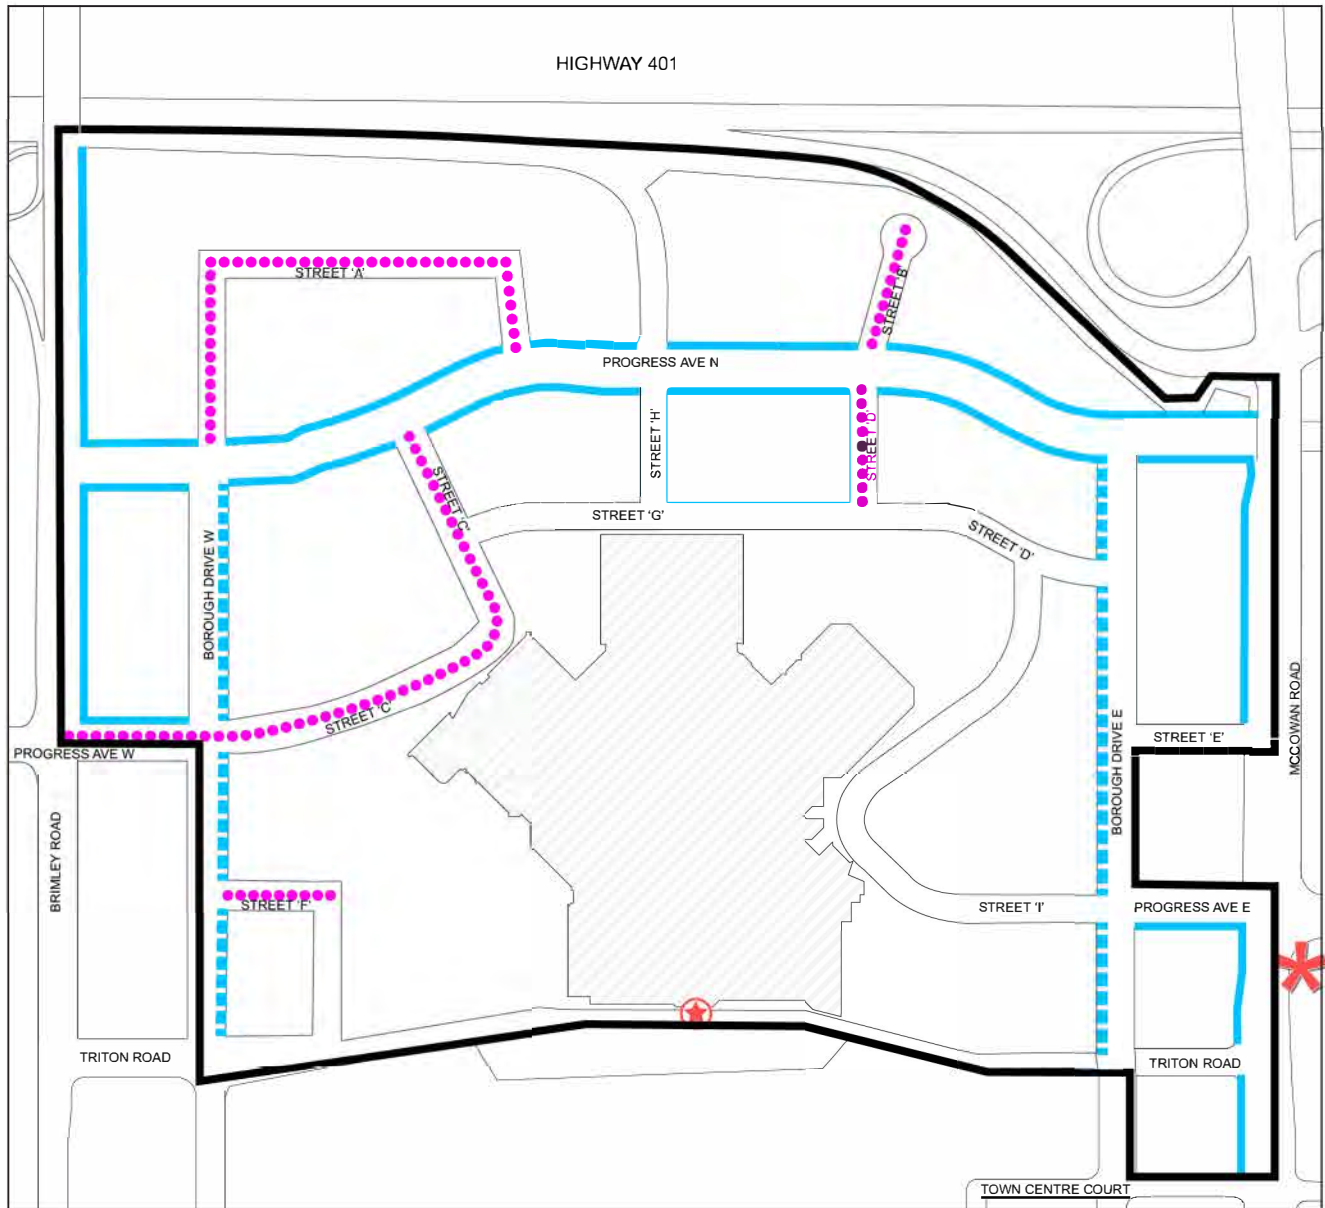 HIGHWAY 401
STREET 'A'
STREET 'B'
PROGRESS AVE N
STREET 'H'
STREET 'D'
STREET 'C'
STREET 'G'
STREET 'D'
BOROUGH DRIVE W
STREET 'C'
PROGRESS AVE W
STREET 'E'
MCCOWAN ROAD
BOROUGH DRIVE E
BRIMLEY ROAD
STREET 'F'
STREET 'I'
PROGRESS AVE E
TRITON ROAD
TRITON ROAD
TOWN CENTRE COURT